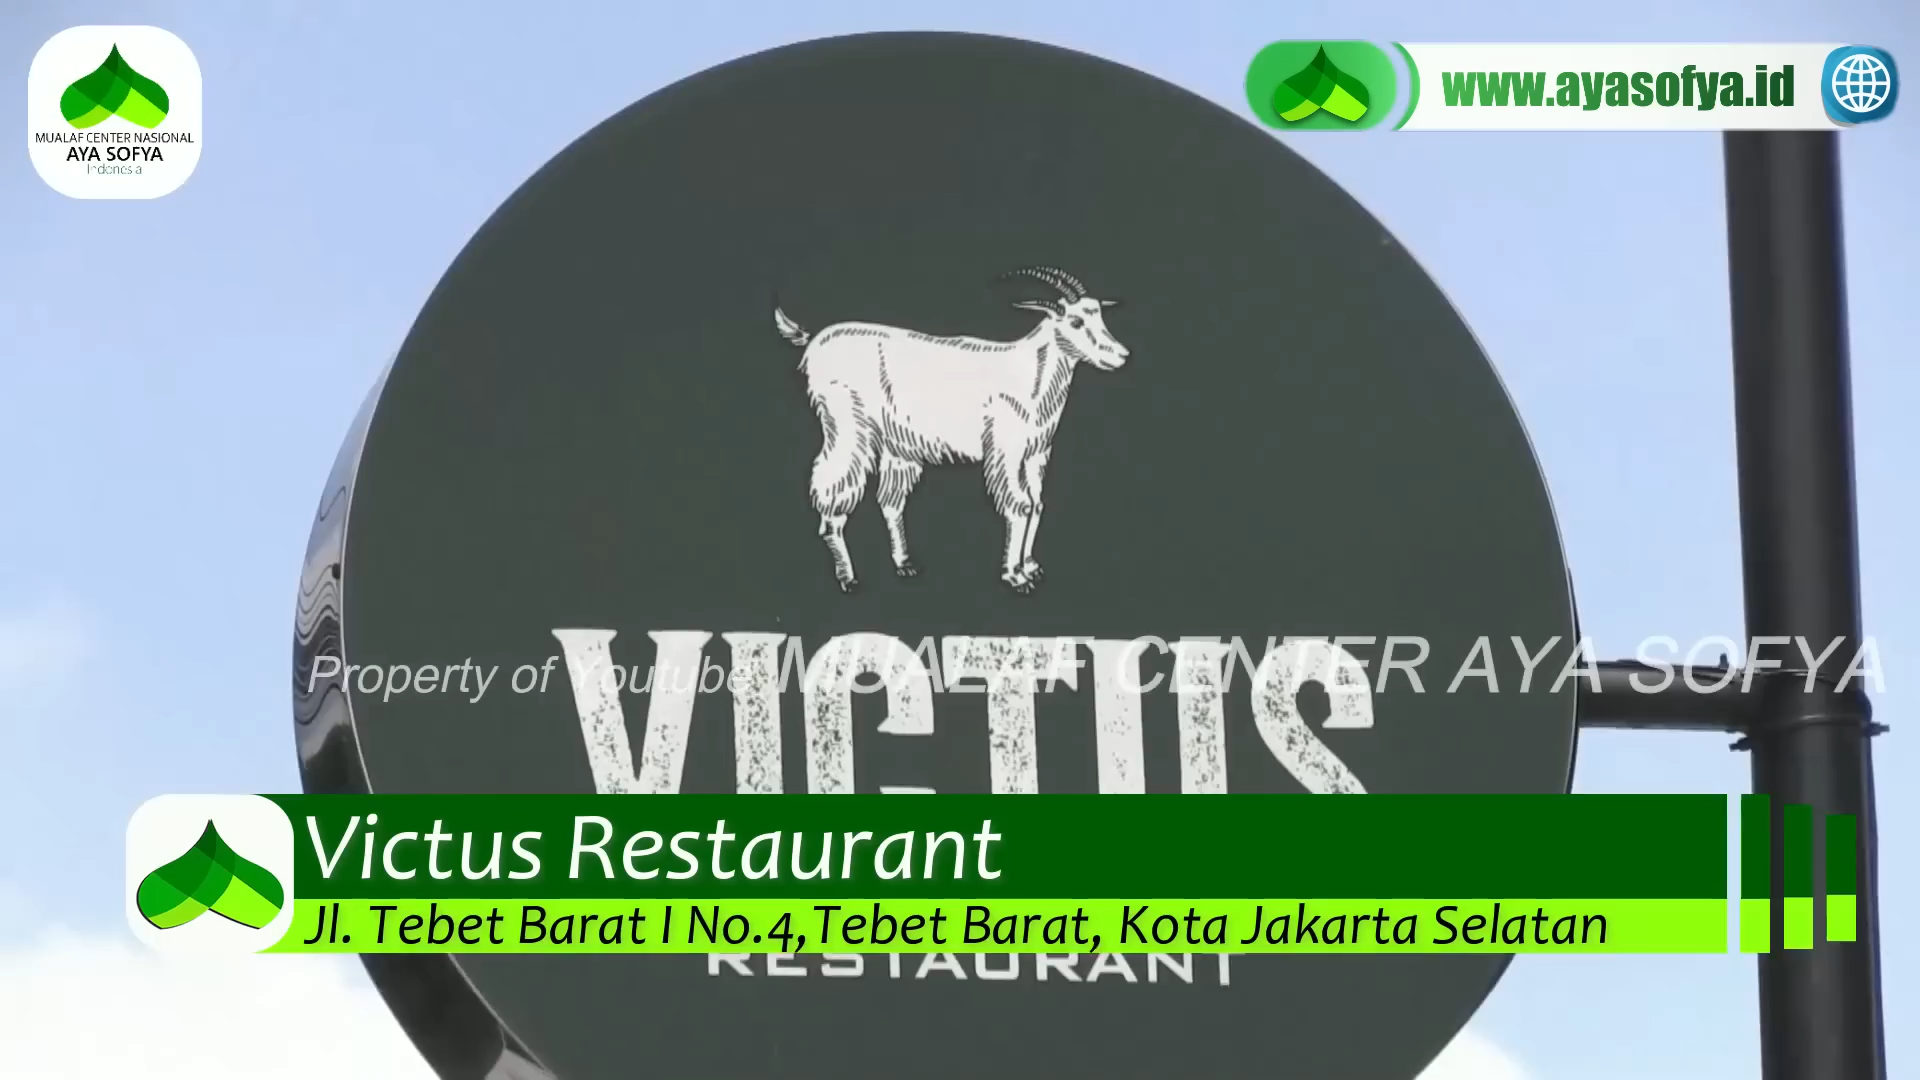 MUALAF CENTER NASIONAL
AYA SOFYA
Indonesia
www.ayasofya.id
Property of Youtube MUALAF CENTER AYA SOFYA
VICTUS
Victus Restaurant
Jl. Tebet Barat I No.4,Tebet Barat, Kota Jakarta Selatan
RESTAURANT